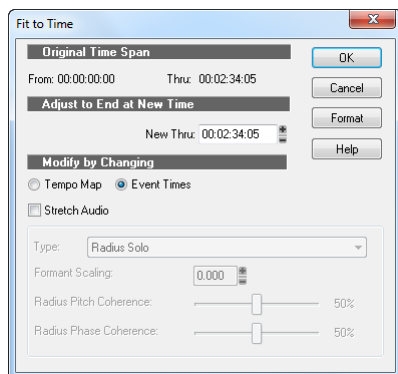 Fit to Time
Original Time Span
OK
From: 00:00:00:00 Thru: 00:02:34:05
Cancel
Adjust to End at New Time
Format
New Thru: 00:02:34:05
Help
Modify by Changing
Tempo Map Event Times
Stretch Audio
Type: Radius Solo
Formant Scaling: 0.000
Radius Pitch Coherence: 50%
Radius Phase Coherence: 50%